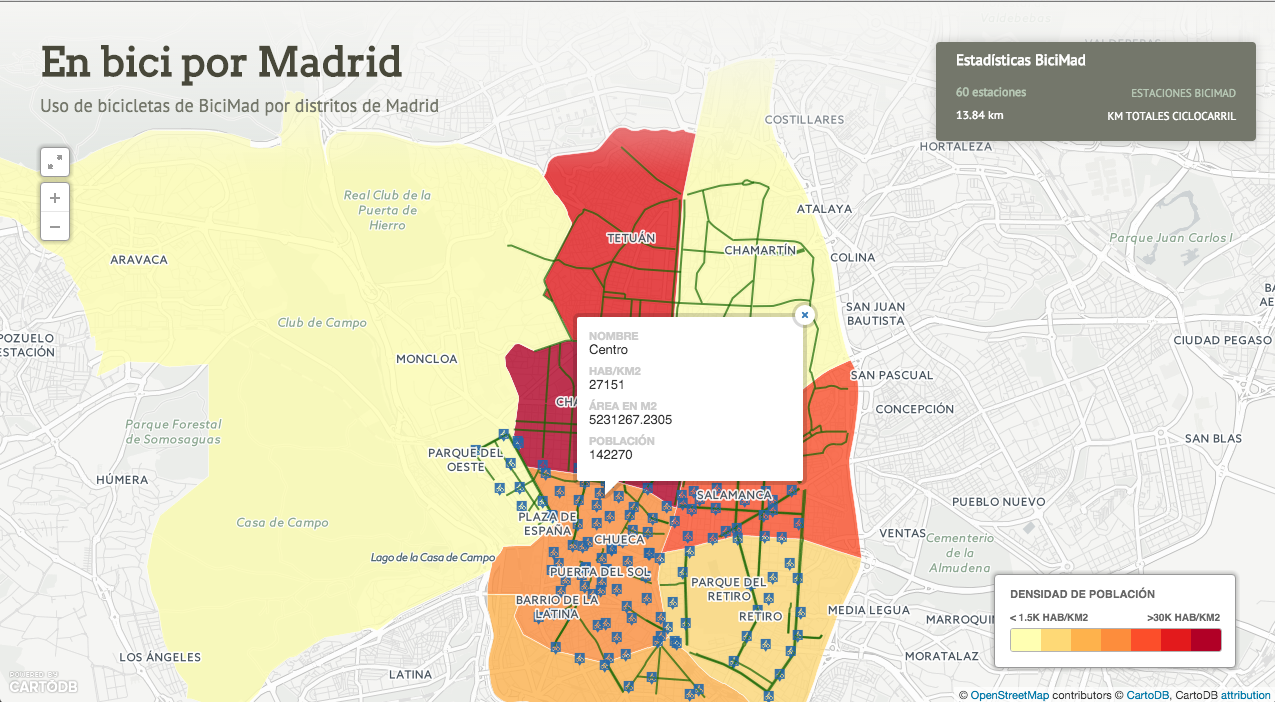 En bici por Madrid
Uso de bicicletas de BiciMad por distritos de Madrid
Estadísticas BiciMad
60 estaciones ESTACIONES BICIMAD
13.84 km KM TOTALES CICLOCARRIL
COSTILLARES
HORTALEZA
Real Club de la
Puerta de
Hierro
ATALAYA
TETUÁN
Parque Juan Carlos I
CHAMARTÍN
COLINA
ARAVACA
SAN JUAN
BAUTISTA
Club de Campo
POZUELO
ESTACIÓN
CIUDAD PEGASO
MONCLOA
NOMBRE
Centro
HAB/KM2
27151
ÁREA EN M2
5231267.2305
POBLACIÓN
142270
SAN PASCUAL
CONCEPCIÓN
Parque Forestal
de Somosaguas
SAN BLAS
PARQUE DEL
OESTE
HÚMERA
SALAMANCA
PUEBLO NUEVO
Casa de Campo
PLAZA DE
ESPAÑA
CHUECA
VENTAS
Cementerio
de la
Almudena
Lago de la Casa de Campo
PUERTA DEL SOL
PARQUE DEL
RETIRO
BARRIO DE LA
LATINA
RETIRO
MEDIA LEGUA
DENSIDAD DE POBLACIÓN
< 1.5K HAB/KM2 >30K HAB/KM2
LOS ÁNGELES
MORATALAZ
LATINA
POWERED BY
CARTODB
© OpenStreetMap contributors © CartoDB, CartoDB attribution